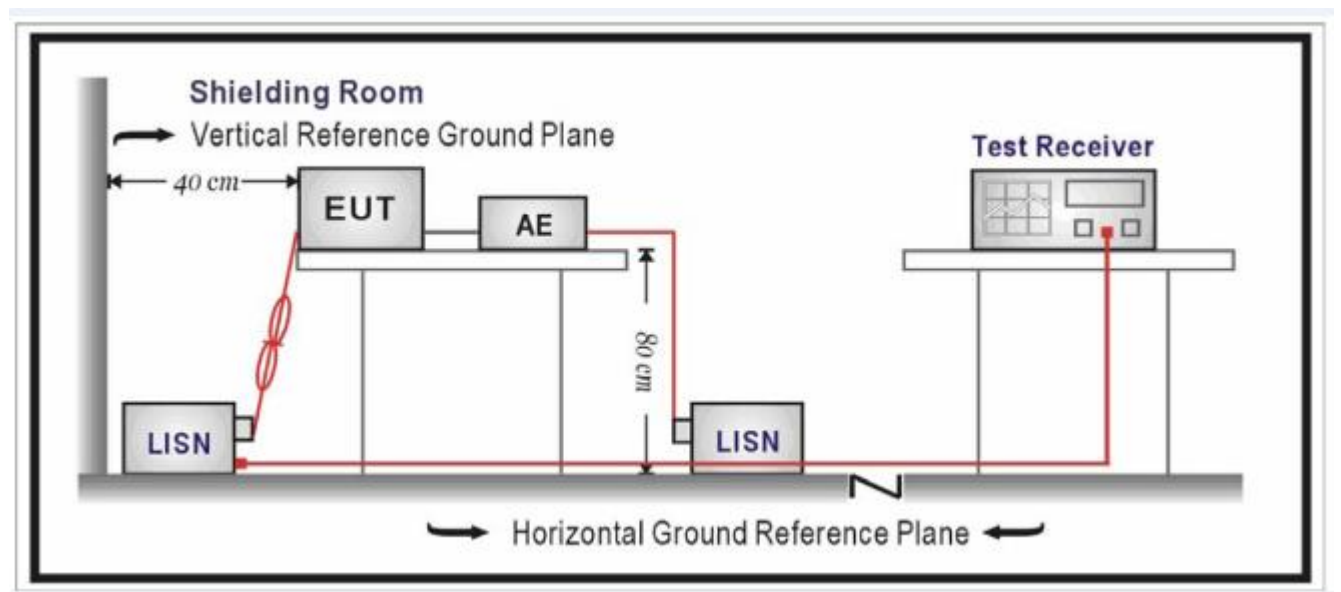 Shielding Room
Vertical Reference Ground Plane
Test Receiver
40 cm
EUT
AE
80 cm
LISN
LISN
Horizontal Ground Reference Plane